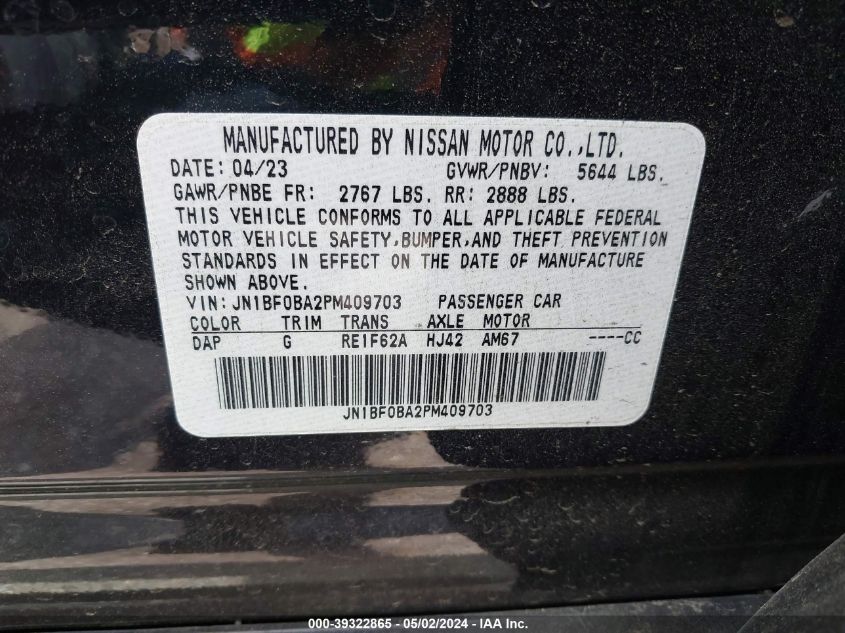 MANUFACTURED BY NISSAN MOTOR CO.,LTD.
DATE: 04/23 GVWR/PNBV: 5644 LBS.
GAWR/PNBE FR: 2767 LBS. RR: 2888 LBS.
THIS VEHICLE CONFORMS TO ALL APPLICABLE FEDERAL
MOTOR VEHICLE SAFETY,BUMPER,AND THEFT PREVENTION
STANDARDS IN EFFECT ON THE DATE OF MANUFACTURE
SHOWN ABOVE.
VIN: JN1BF0BA2PM409703 PASSENGER CAR
COLOR TRIM TRANS AXLE MOTOR
DAP G RE1F62A HJ42 AM67 ----CC
JN1BF0BA2PM409703
000-39322865 - 05/02/2024 - IAA Inc.